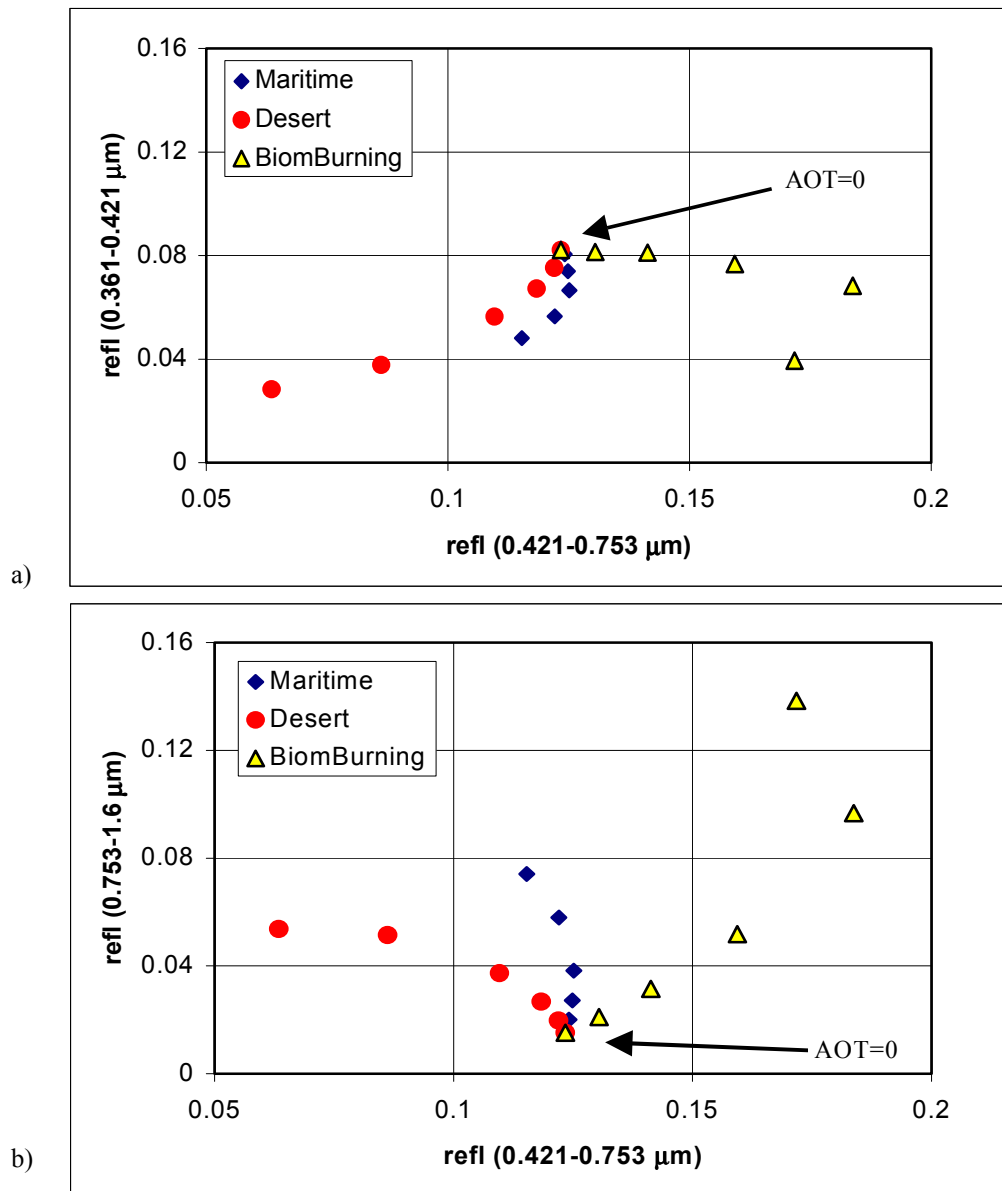 0.16
0.12
0.08
0.04
0
refl (0.361-0.421 μm)
Maritime
Desert
BiomBurning
AOT=0
0.05 0.1 0.15 0.2
refl (0.421-0.753 μm)
a)
0.16
0.12
0.08
0.04
0
refl (0.753-1.6 μm)
Maritime
Desert
BiomBurning
AOT=0
0.05 0.1 0.15 0.2
refl (0.421-0.753 μm)
b)